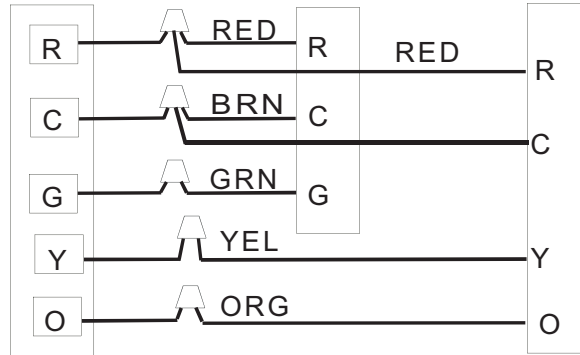 R RED R RED R
C BRN C C
G GRN G
Y YEL Y
O ORG O